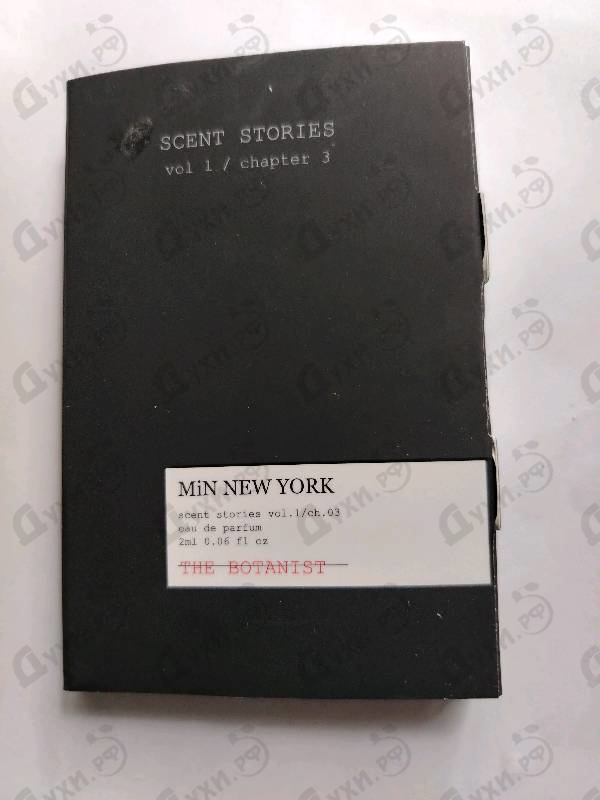 SCENT STORIES
vol 1 / chapter 3
MiN NEW YORK
scent stories vol.1/ch.03
eau de parfum
2ml 0.06 fl oz
THE BOTANIST
Духи.РФ